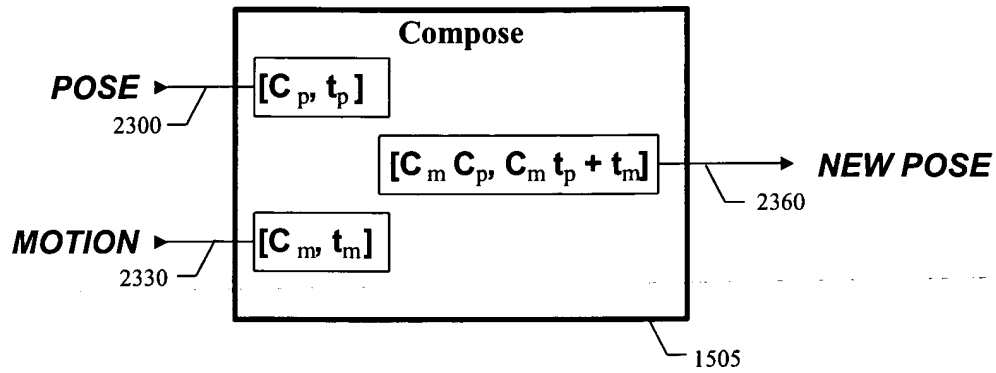 Compose
POSE
[C p, t p]
2300
[C m C p, C m t p + t m]
NEW POSE
2360
MOTION
[C m, t m]
2330
1505